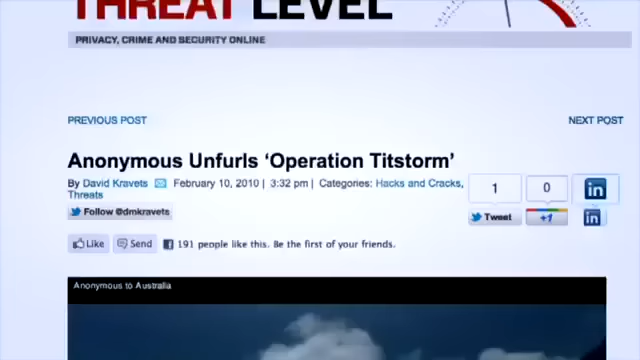 THREAT LEVEL
PRIVACY, CRIME AND SECURITY ONLINE
PREVIOUS POST
NEXT POST
Anonymous Unfurls ‘Operation Titstorm’
By David Kravets February 10, 2010 | 3:32 pm | Categories: Hacks and Cracks,
Threats
Follow @dmkravets
1
0
in
Tweet
+1
in
Like
Send
191 people like this. Be the first of your friends.
Anonymous to Australia